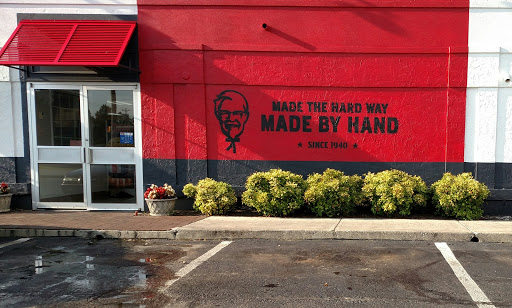 MADE THE HARD WAY
MADE BY HAND
★ SINCE 1940 ★